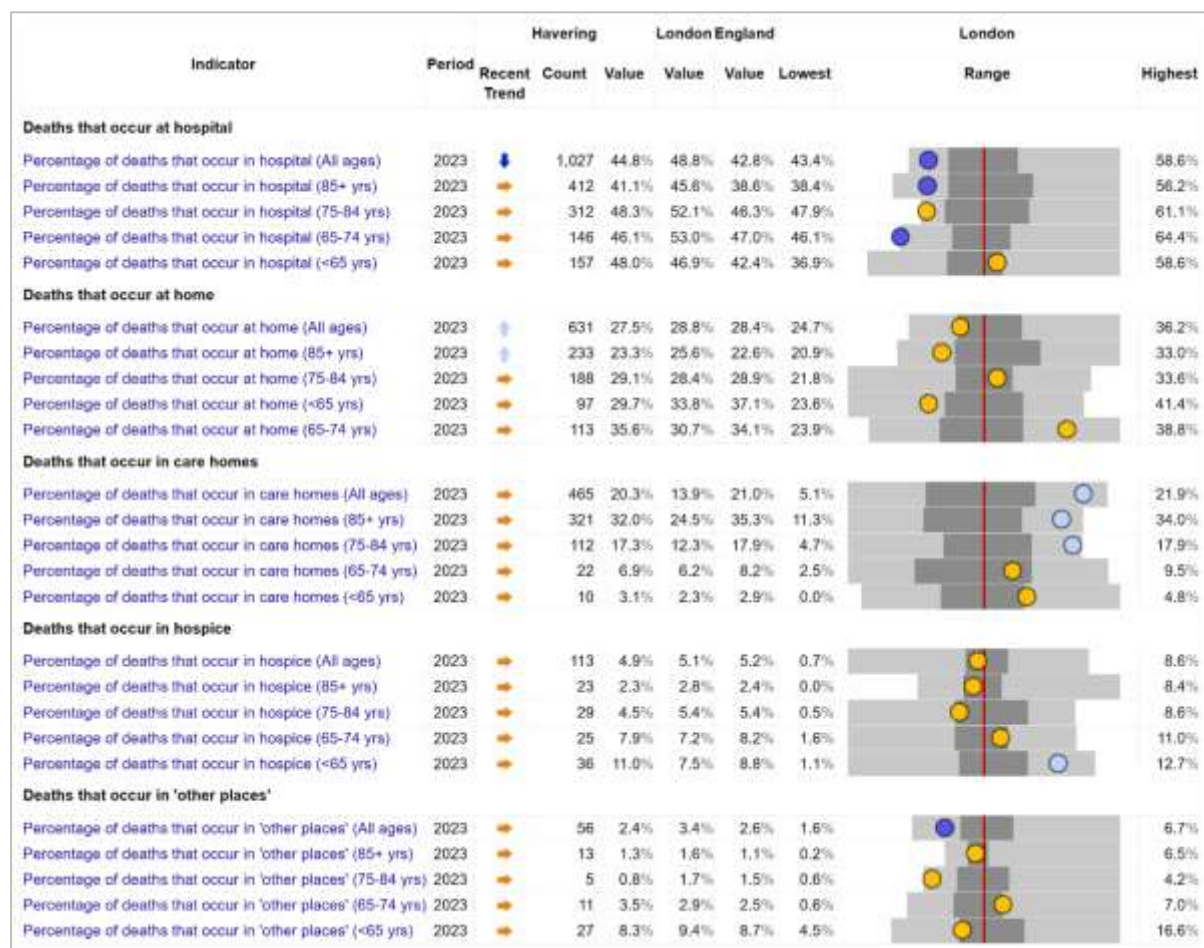 Havering London England London
Indicator Period Recent Trend Count Value Value Value Lowest Range Highest
Deaths that occur at hospital
Percentage of deaths that occur in hospital (All ages) 2023 1,027 44.8% 48.8% 42.8% 43.4% 58.6%
Percentage of deaths that occur in hospital (85+ yrs) 2023 412 41.1% 45.6% 38.6% 38.4% 56.2%
Percentage of deaths that occur in hospital (75-84 yrs) 2023 312 48.3% 52.1% 46.3% 47.9% 61.1%
Percentage of deaths that occur in hospital (65-74 yrs) 2023 146 46.1% 53.0% 47.0% 46.1% 64.4%
Percentage of deaths that occur in hospital (<65 yrs) 2023 157 48.0% 46.9% 42.4% 36.9% 58.6%
Deaths that occur at home
Percentage of deaths that occur at home (All ages) 2023 631 27.5% 28.8% 28.4% 24.7% 36.2%
Percentage of deaths that occur at home (85+ yrs) 2023 233 23.3% 25.6% 22.6% 20.9% 33.0%
Percentage of deaths that occur at home (75-84 yrs) 2023 188 29.1% 28.4% 28.9% 21.8% 33.6%
Percentage of deaths that occur at home (<65 yrs) 2023 97 29.7% 33.8% 37.1% 23.6% 41.4%
Percentage of deaths that occur at home (65-74 yrs) 2023 113 35.6% 30.7% 34.1% 23.9% 38.8%
Deaths that occur in care homes
Percentage of deaths that occur in care homes (All ages) 2023 465 20.3% 13.9% 21.0% 5.1% 21.9%
Percentage of deaths that occur in care homes (85+ yrs) 2023 321 32.0% 24.5% 35.3% 11.3% 34.0%
Percentage of deaths that occur in care homes (75-84 yrs) 2023 112 17.3% 12.3% 17.9% 4.7% 17.9%
Percentage of deaths that occur in care homes (65-74 yrs) 2023 22 6.9% 6.2% 8.2% 2.5% 9.5%
Percentage of deaths that occur in care homes (<65 yrs) 2023 10 3.1% 2.3% 2.9% 0.0% 4.8%
Deaths that occur in hospice
Percentage of deaths that occur in hospice (All ages) 2023 113 4.9% 5.1% 5.2% 0.7% 8.6%
Percentage of deaths that occur in hospice (85+ yrs) 2023 23 2.3% 2.8% 2.4% 0.0% 8.4%
Percentage of deaths that occur in hospice (75-84 yrs) 2023 29 4.5% 5.4% 5.4% 0.5% 8.6%
Percentage of deaths that occur in hospice (65-74 yrs) 2023 25 7.9% 7.2% 8.2% 1.6% 11.0%
Percentage of deaths that occur in hospice (<65 yrs) 2023 36 11.0% 7.5% 8.8% 1.1% 12.7%
Deaths that occur in 'other places'
Percentage of deaths that occur in 'other places' (All ages) 2023 56 2.4% 3.4% 2.6% 1.6% 6.7%
Percentage of deaths that occur in 'other places' (85+ yrs) 2023 13 1.3% 1.6% 1.1% 0.2% 6.5%
Percentage of deaths that occur in 'other places' (75-84 yrs) 2023 5 0.8% 1.7% 1.5% 0.6% 4.2%
Percentage of deaths that occur in 'other places' (65-74 yrs) 2023 11 3.5% 2.9% 2.5% 0.6% 7.0%
Percentage of deaths that occur in 'other places' (<65 yrs) 2023 27 8.3% 9.4% 8.7% 4.5% 16.6%